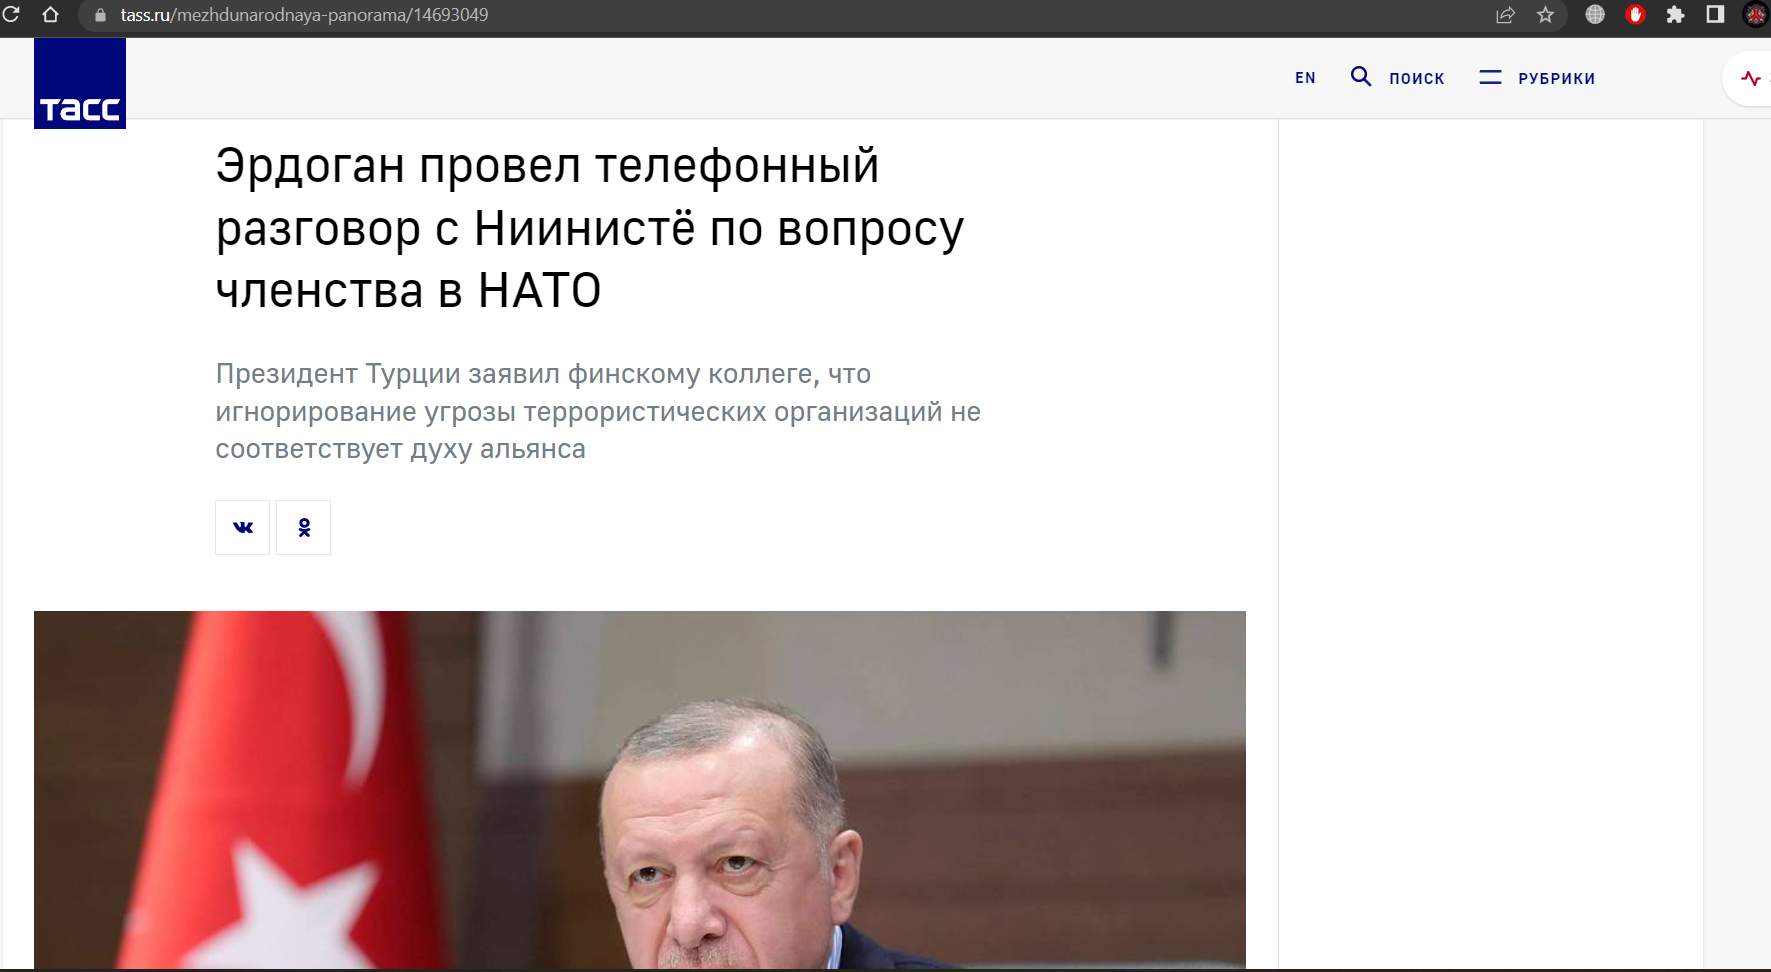 tass.ru/mezhdunarodnaya-panorama/14693049
ТАСС
EN ПОИСК РУБРИКИ
Эрдоган провел телефонный
разговор с Ниинистё по вопросу
членства в НАТО
Президент Турции заявил финскому коллеге, что
игнорирование угрозы террористических организаций не
соответствует духу альянса